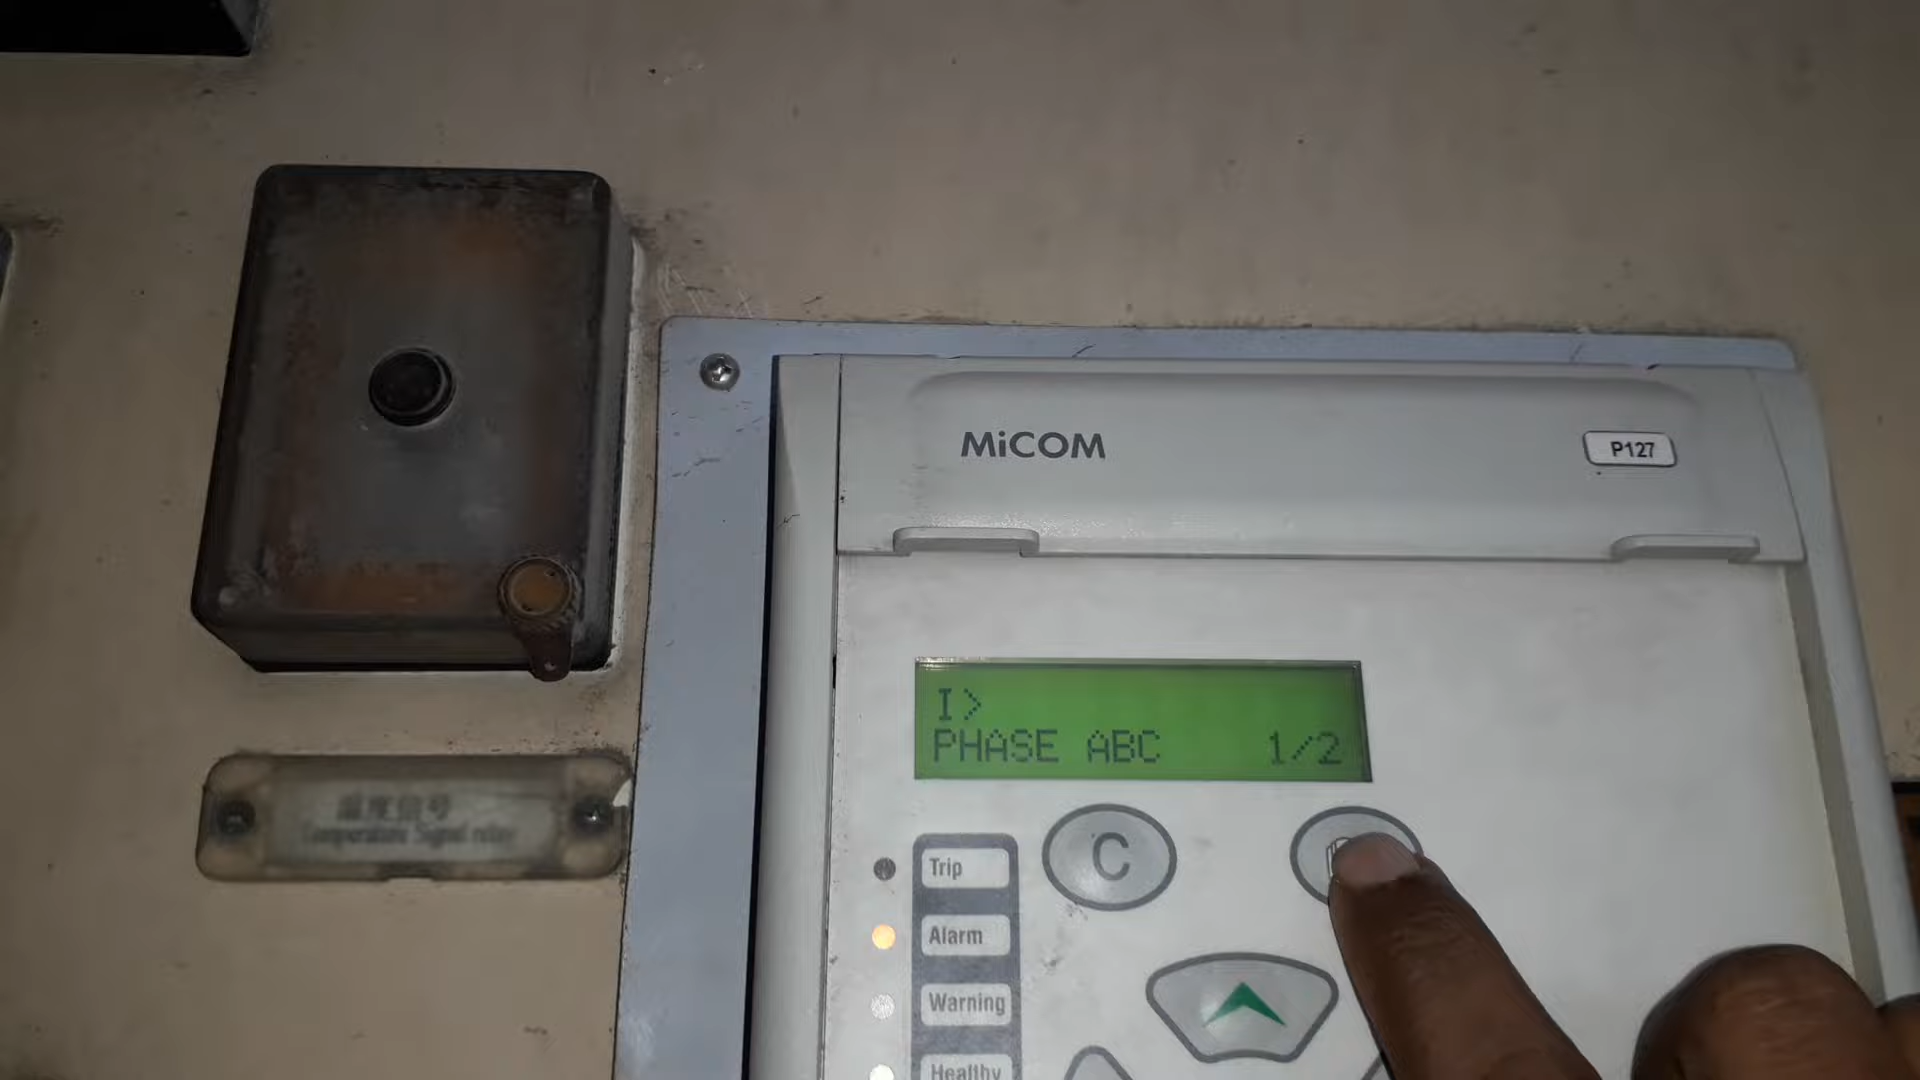 MiCOM
P127
I>
PHASE ABC 1/2
C
Trip
Alarm
Warning
Healthy
温度信号
Temperature Signal relay